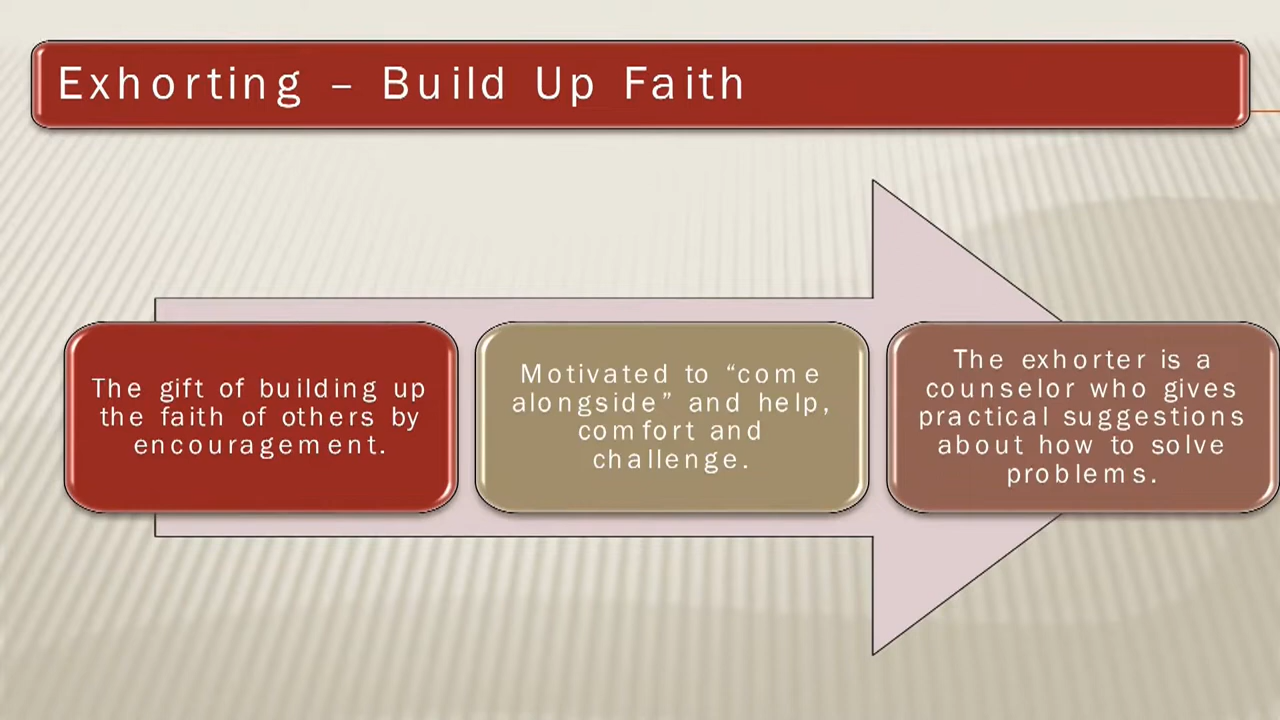 Exhorting – Build Up Faith
The gift of building up
the faith of others by
encouragement.
Motivated to “come
alongside” and help,
comfort and
challenge.
The exhorter is a
counselor who gives
practical suggestions
about how to solve
problems.